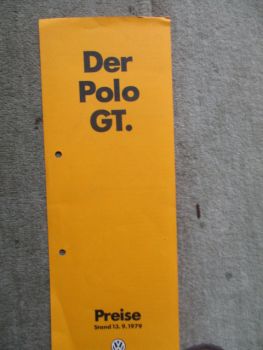 Der
Polo
GT.
Preise
Stand 13.9.1979